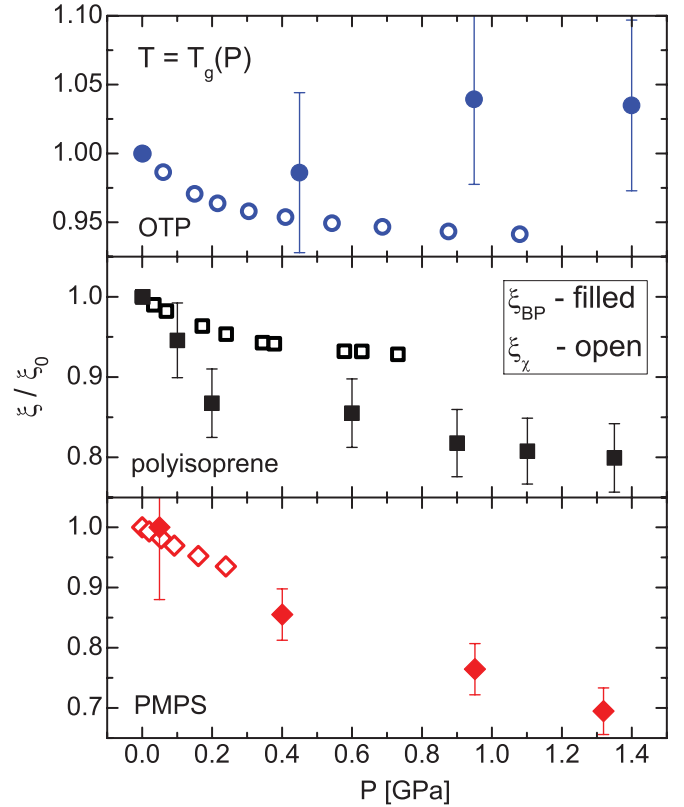 1.10
T = T_g(P)
1.05
1.00
0.95
OTP
1.0
ξ_BP - filled
ξ_χ - open
0.9
ξ / ξ_0
0.8
polyisoprene
1.0
0.9
0.8
0.7
PMPS
0.0 0.2 0.4 0.6 0.8 1.0 1.2 1.4
P [GPa]